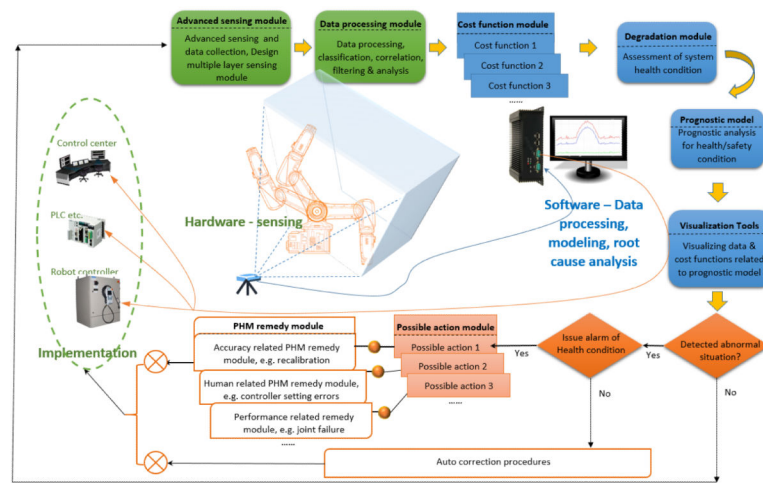 Advanced sensing module
Advanced sensing and
data collection, Design
multiple layer sensing
module
Data processing module
Data processing,
classification, correlation,
filtering & analysis
Cost function module
Cost function 1
Cost function 2
Cost function 3
......
Degradation module
Assessment of system
health condition
Prognostic model
Prognostic analysis
for health/safety
condition
Control center
PLC etc.
Robot controller
Implementation
Hardware - sensing
Software – Data
processing,
modeling, root
cause analysis
Visualization Tools
Visualizing data &
cost functions related
to prognostic model
PHM remedy module
Accuracy related PHM remedy
module, e.g. recalibration
Human related PHM remedy module,
e.g. controller setting errors
Performance related remedy
module, e.g. joint failure
......
Possible action module
Possible action 1
Possible action 2
Possible action 3
......
Yes
Issue alarm of
Health condition
Yes
Detected abnormal
situation?
No
No
Auto correction procedures